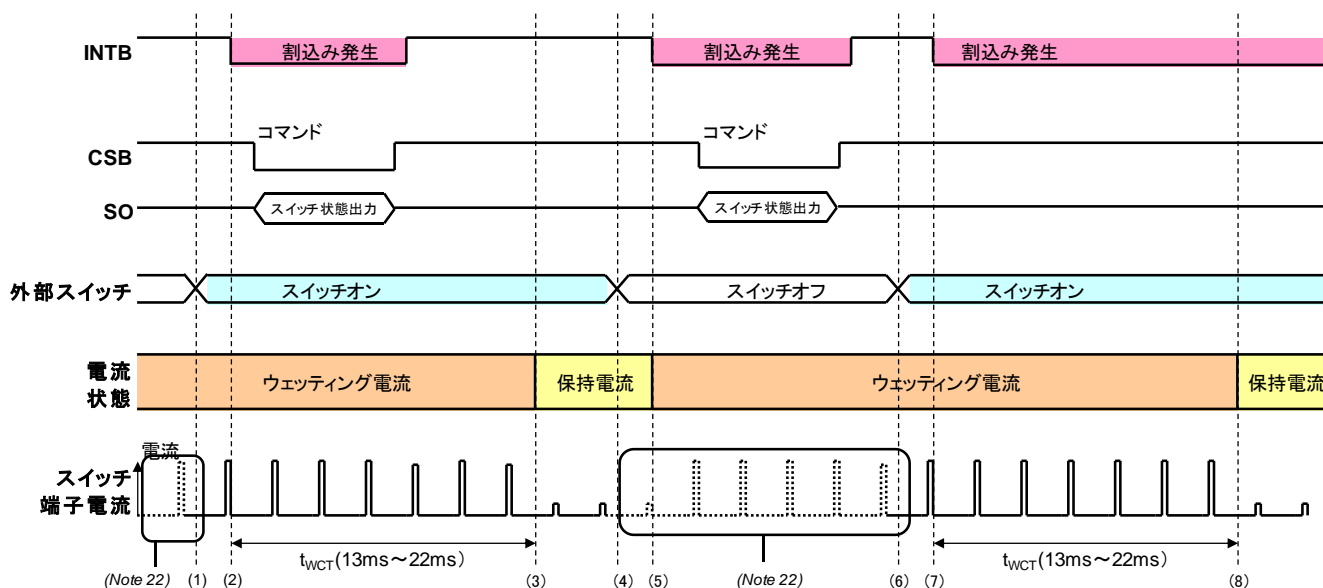 INTB
割込み発生
割込み発生
割込み発生
コマンド
コマンド
CSB
SO
スイッチ状態出力
スイッチ状態出力
外部スイッチ
スイッチオン
スイッチオフ
スイッチオン
電流
状態
ウェッティング電流
保持電流
ウェッティング電流
保持電流
電流
スイッチ
端子電流
tWCT(13ms~22ms)
tWCT(13ms~22ms)
(Note 22) (1) (2) (3) (4) (5) (Note 22) (6) (7) (8)